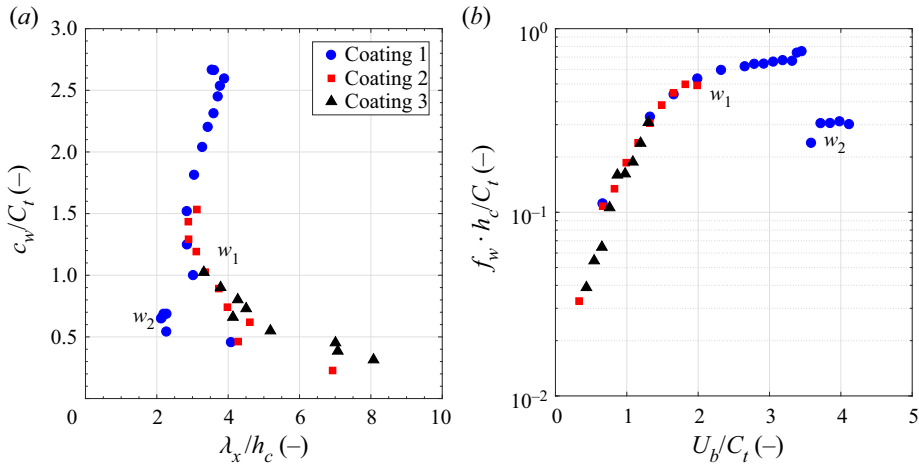 (a)
3.0
2.5
2.0
1.5
1.0
0.5
c_w/C_t (–)
Coating 1
Coating 2
Coating 3
w_1
w_2
0 2 4 6 8 10
λ_x/h_c (–)
(b)
10^0
10^{–1}
10^{–2}
f_w · h_c/C_t (–)
w_1
w_2
0 1 2 3 4 5
U_b/C_t (–)